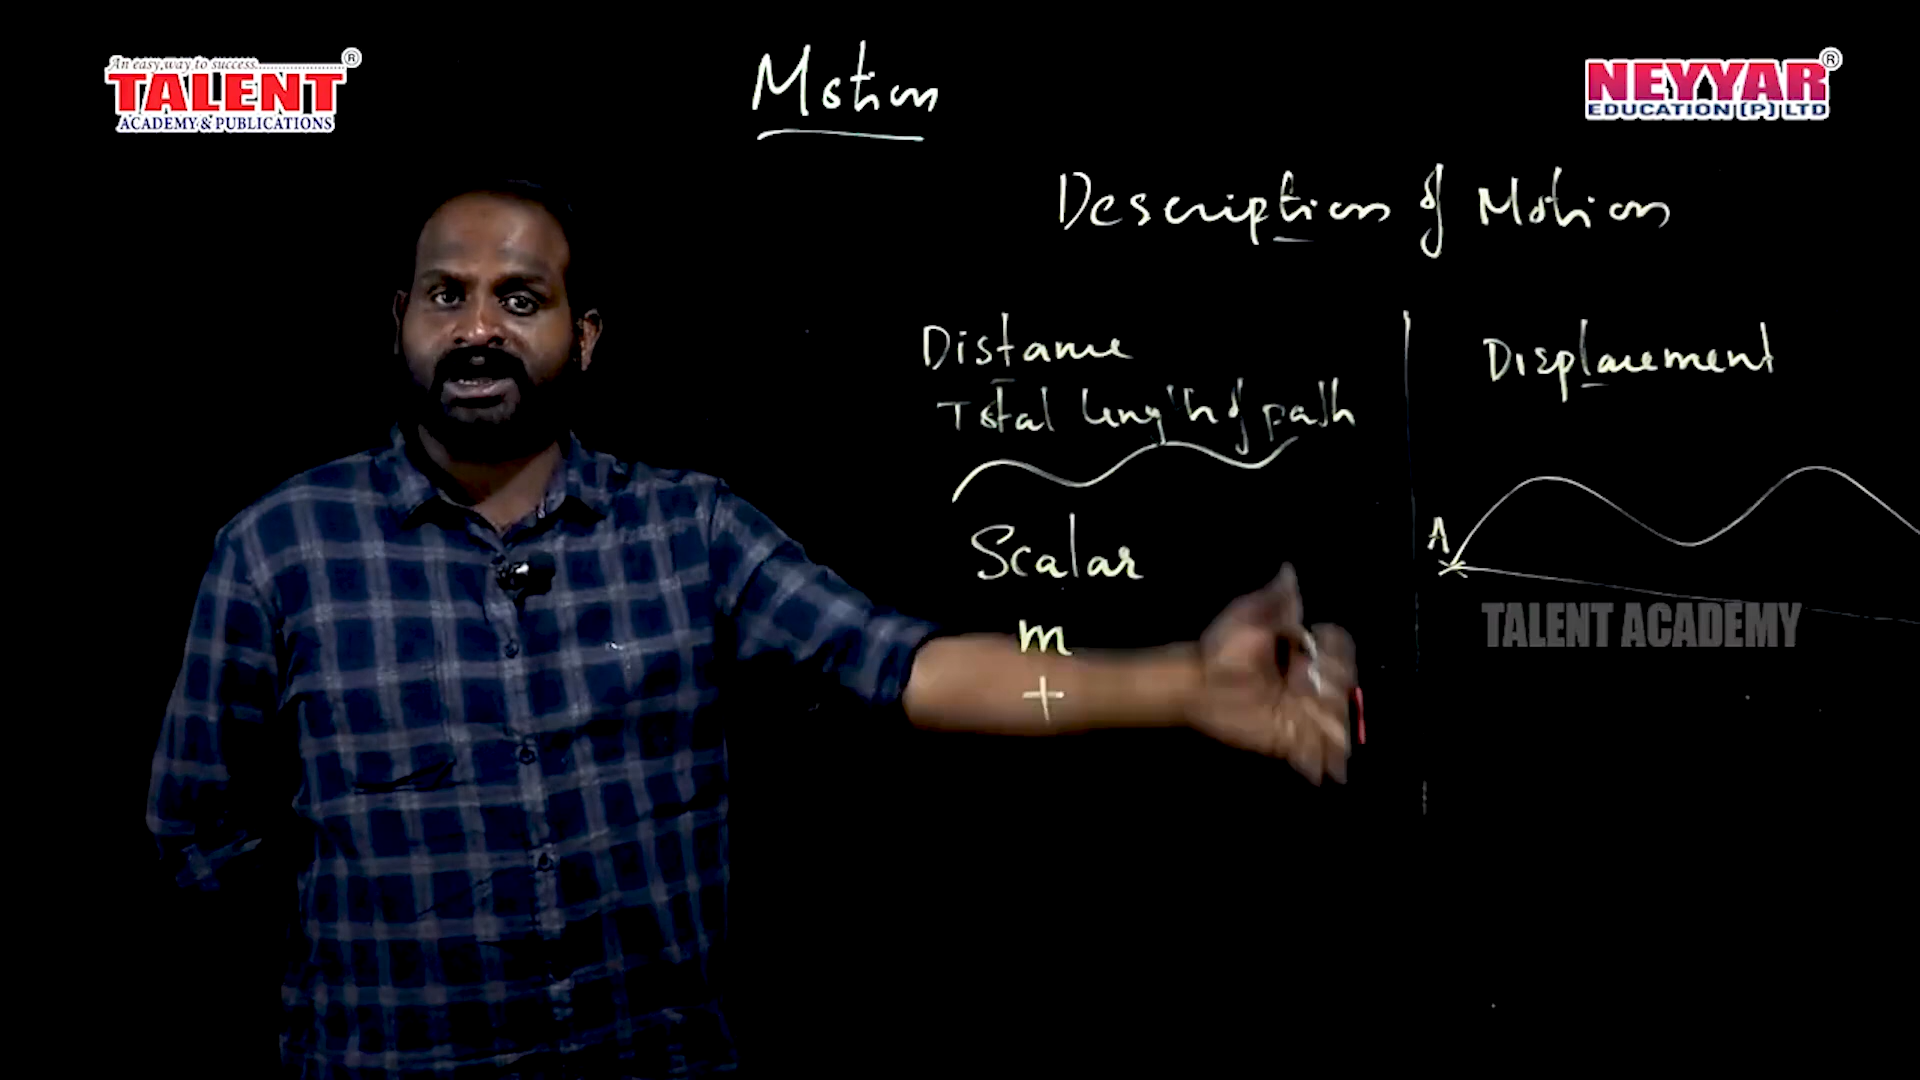 An easy way to success
TALENT
ACADEMY & PUBLICATIONS
®
Motion
NEYYAR
EDUCATION (P) LTD
®
Description of Motion
Distance
Total length of path
Scalar
m
+
Displacement
A
TALENT ACADEMY